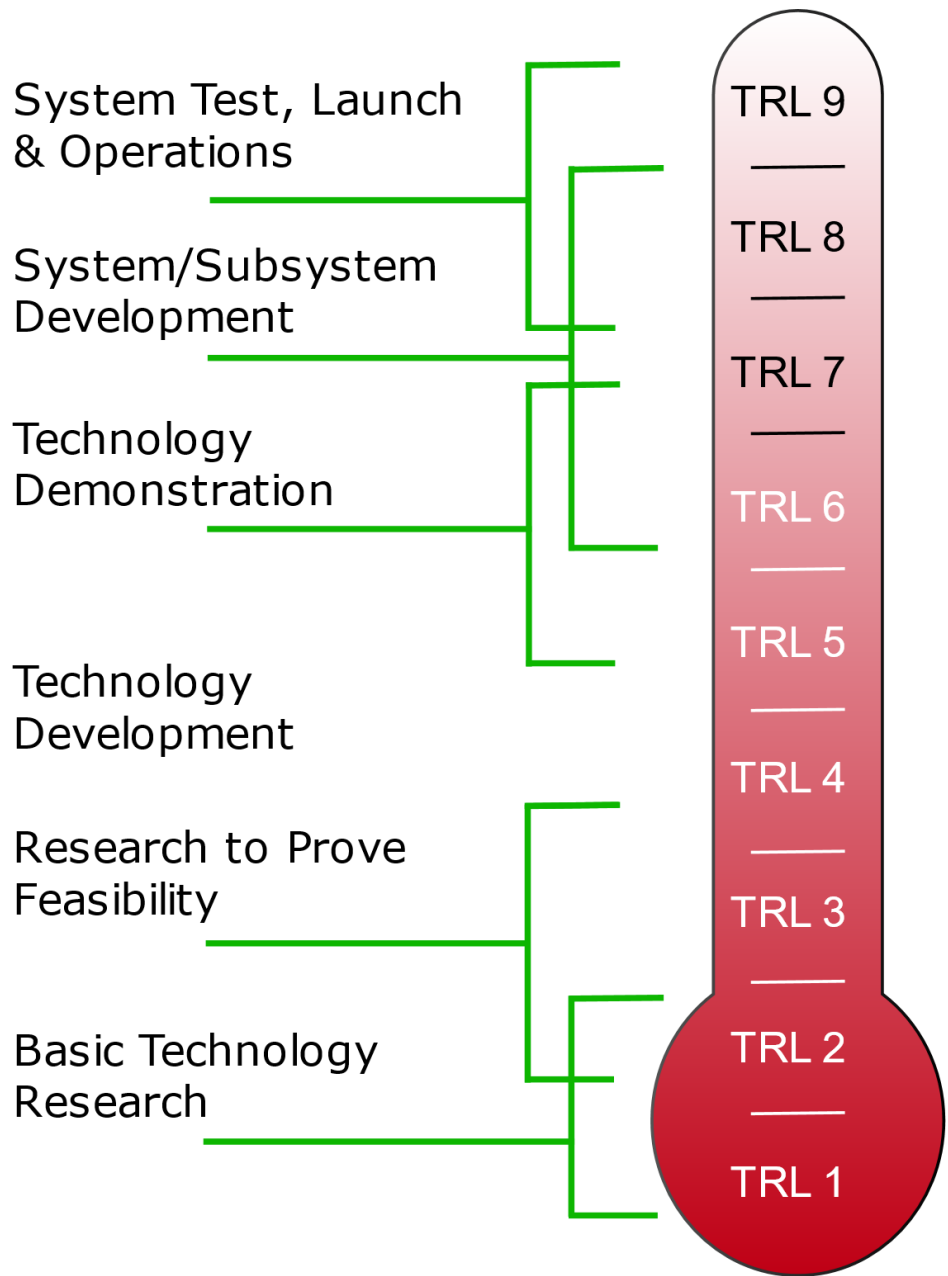 System Test, Launch
& Operations
System/Subsystem
Development
Technology
Demonstration
Technology
Development
Research to Prove
Feasibility
Basic Technology
Research
TRL 9
TRL 8
TRL 7
TRL 6
TRL 5
TRL 4
TRL 3
TRL 2
TRL 1